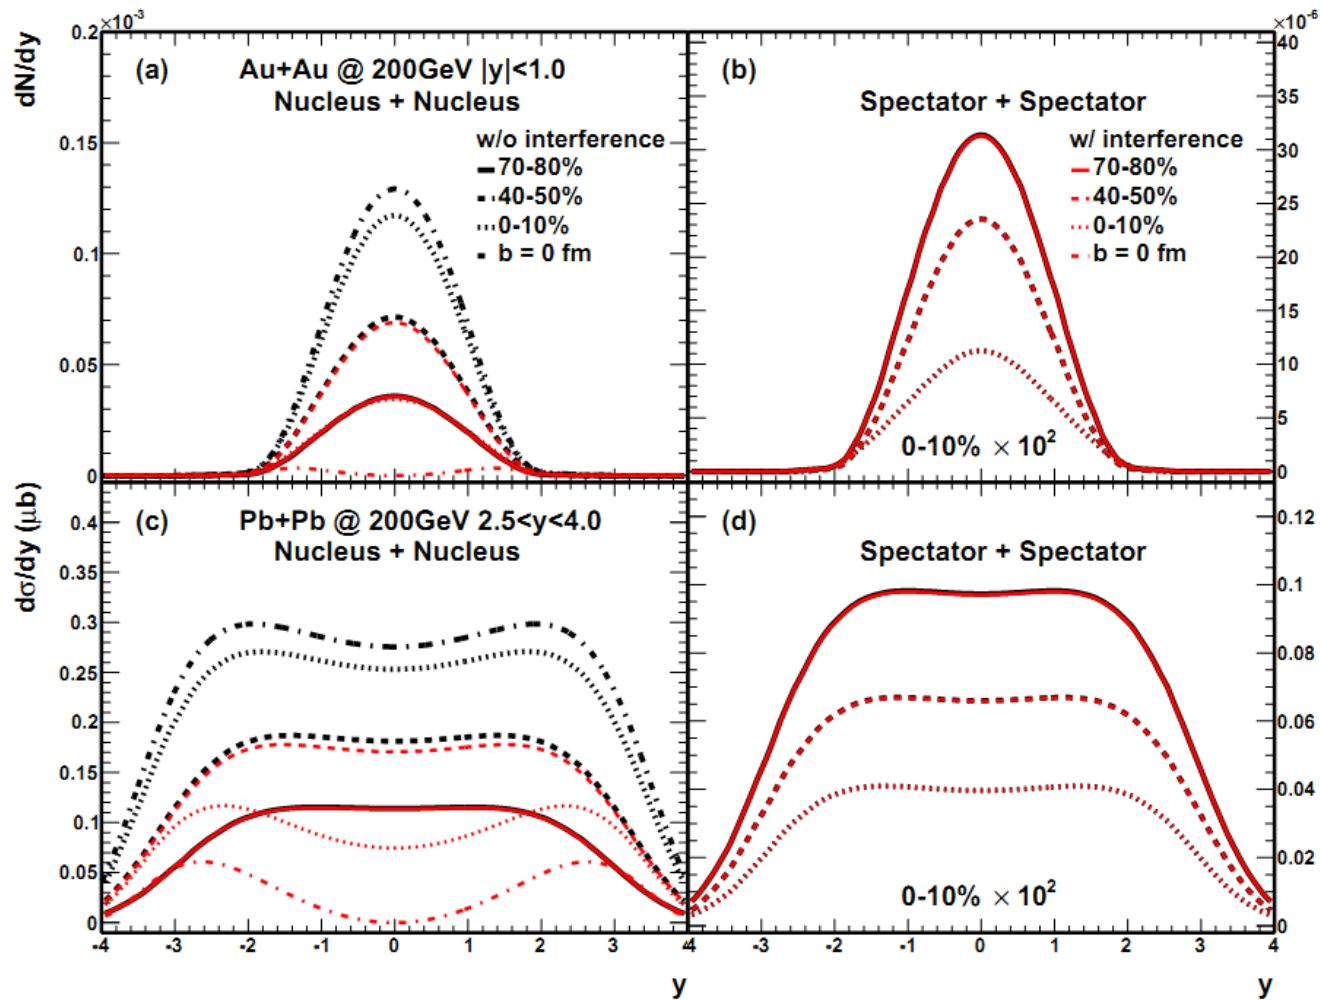 ×10⁻³
0.2
0.15
0.1
0.05
0
dN/dy
(a)
Au+Au @ 200GeV |y|<1.0
Nucleus + Nucleus
w/o interference
70-80%
40-50%
0-10%
b = 0 fm
×10⁻⁶
40
35
30
25
20
15
10
5
0
(b)
Spectator + Spectator
w/ interference
70-80%
40-50%
0-10%
b = 0 fm
0-10% × 10²
dσ/dy (μb)
0.4
0.35
0.3
0.25
0.2
0.15
0.1
0.05
0
(c)
Pb+Pb @ 200GeV 2.5<y<4.0
Nucleus + Nucleus
-4 -3 -2 -1 0 1 2 3 4
y
(d)
Spectator + Spectator
0-10% × 10²
0.12
0.1
0.08
0.06
0.04
0.02
0
-3 -2 -1 0 1 2 3 4
y